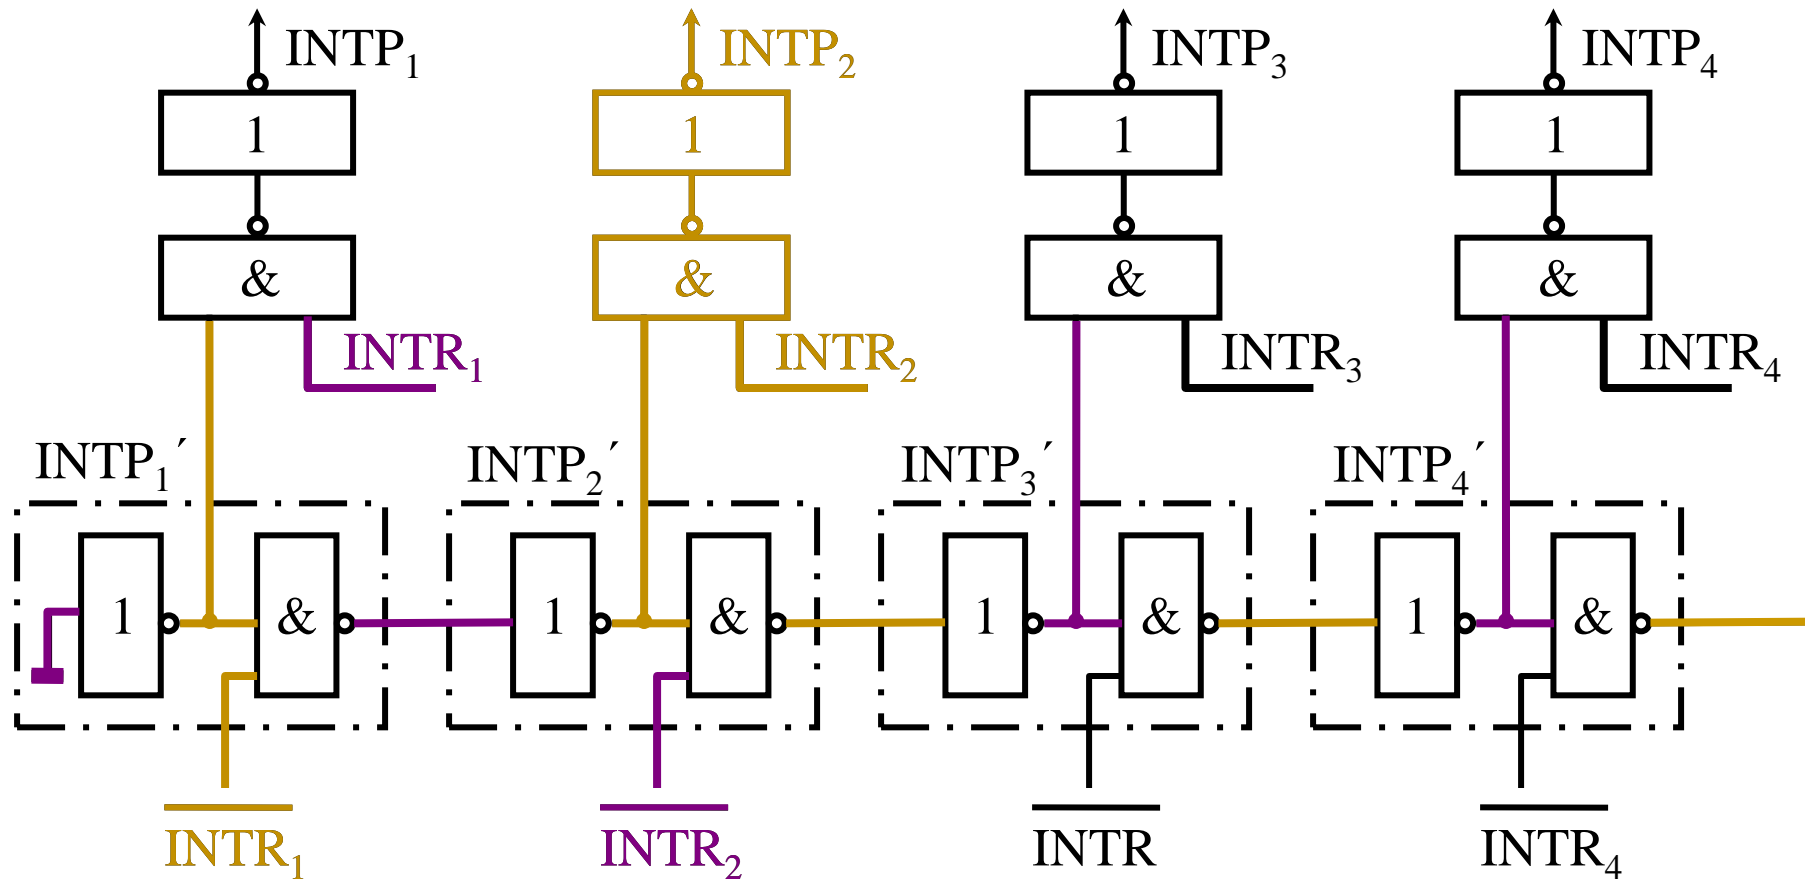 INTP₁ INTP₂ INTP₃ INTP₄
1 1 1 1
& & & &
INTR₁ INTR₂ INTR₃ INTR₄
INTP₁′ INTP₂′ INTP₃′ INTP₄′
1 & 1 & 1 & 1 &
INTR₁ INTR₂ INTR INTR₄